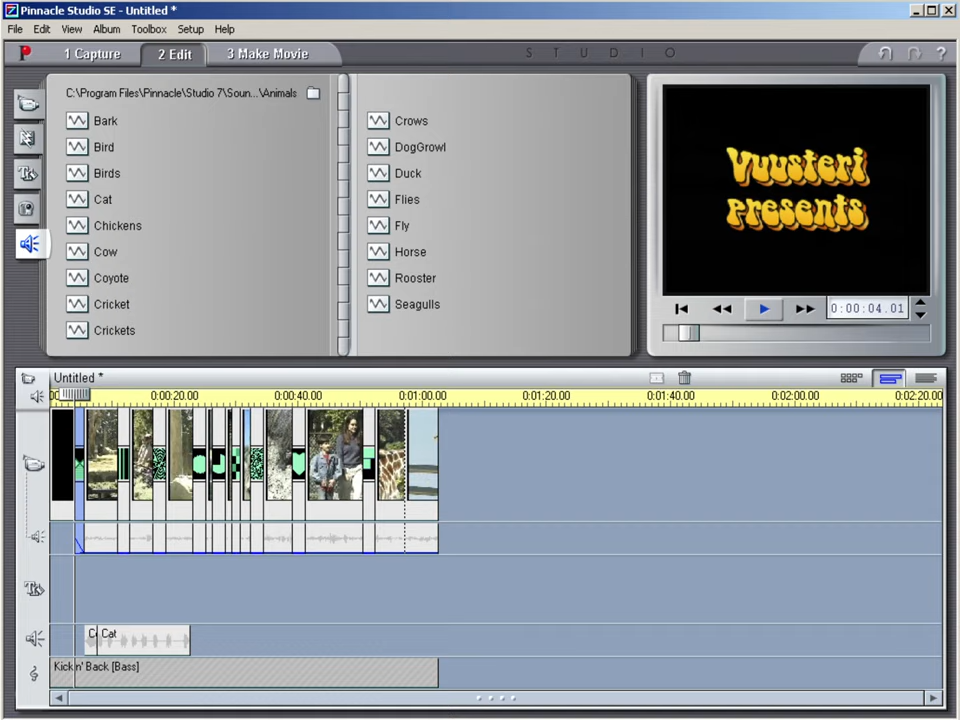 Pinnacle Studio SE - Untitled *
File Edit View Album Toolbox Setup Help
1 Capture 2 Edit 3 Make Movie S T U D I O ?
C:\Program Files\Pinnacle\Studio 7\Soun...\Animals
Bark
Bird
Birds
Cat
Chickens
Cow
Coyote
Cricket
Crickets
Crows
DogGrowl
Duck
Flies
Fly
Horse
Rooster
Seagulls
Vuusteri
presents
0:00:04.01
Untitled *
0:00:20.00 0:00:40.00 0:01:00.00 0:01:20.00 0:01:40.00 0:02:00.00 0:02:20.00
Cat
Kickin' Back [Bass]